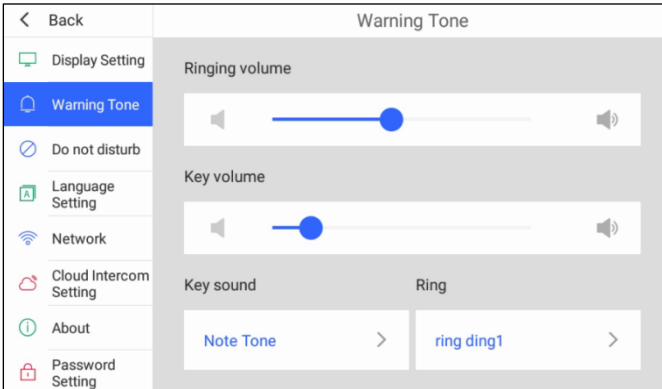 Back
Warning Tone
Display Setting
Warning Tone
Do not disturb
Language
Setting
Network
Cloud Intercom
Setting
About
Password
Setting
Ringing volume
Key volume
Key sound
Ring
Note Tone
ring ding1